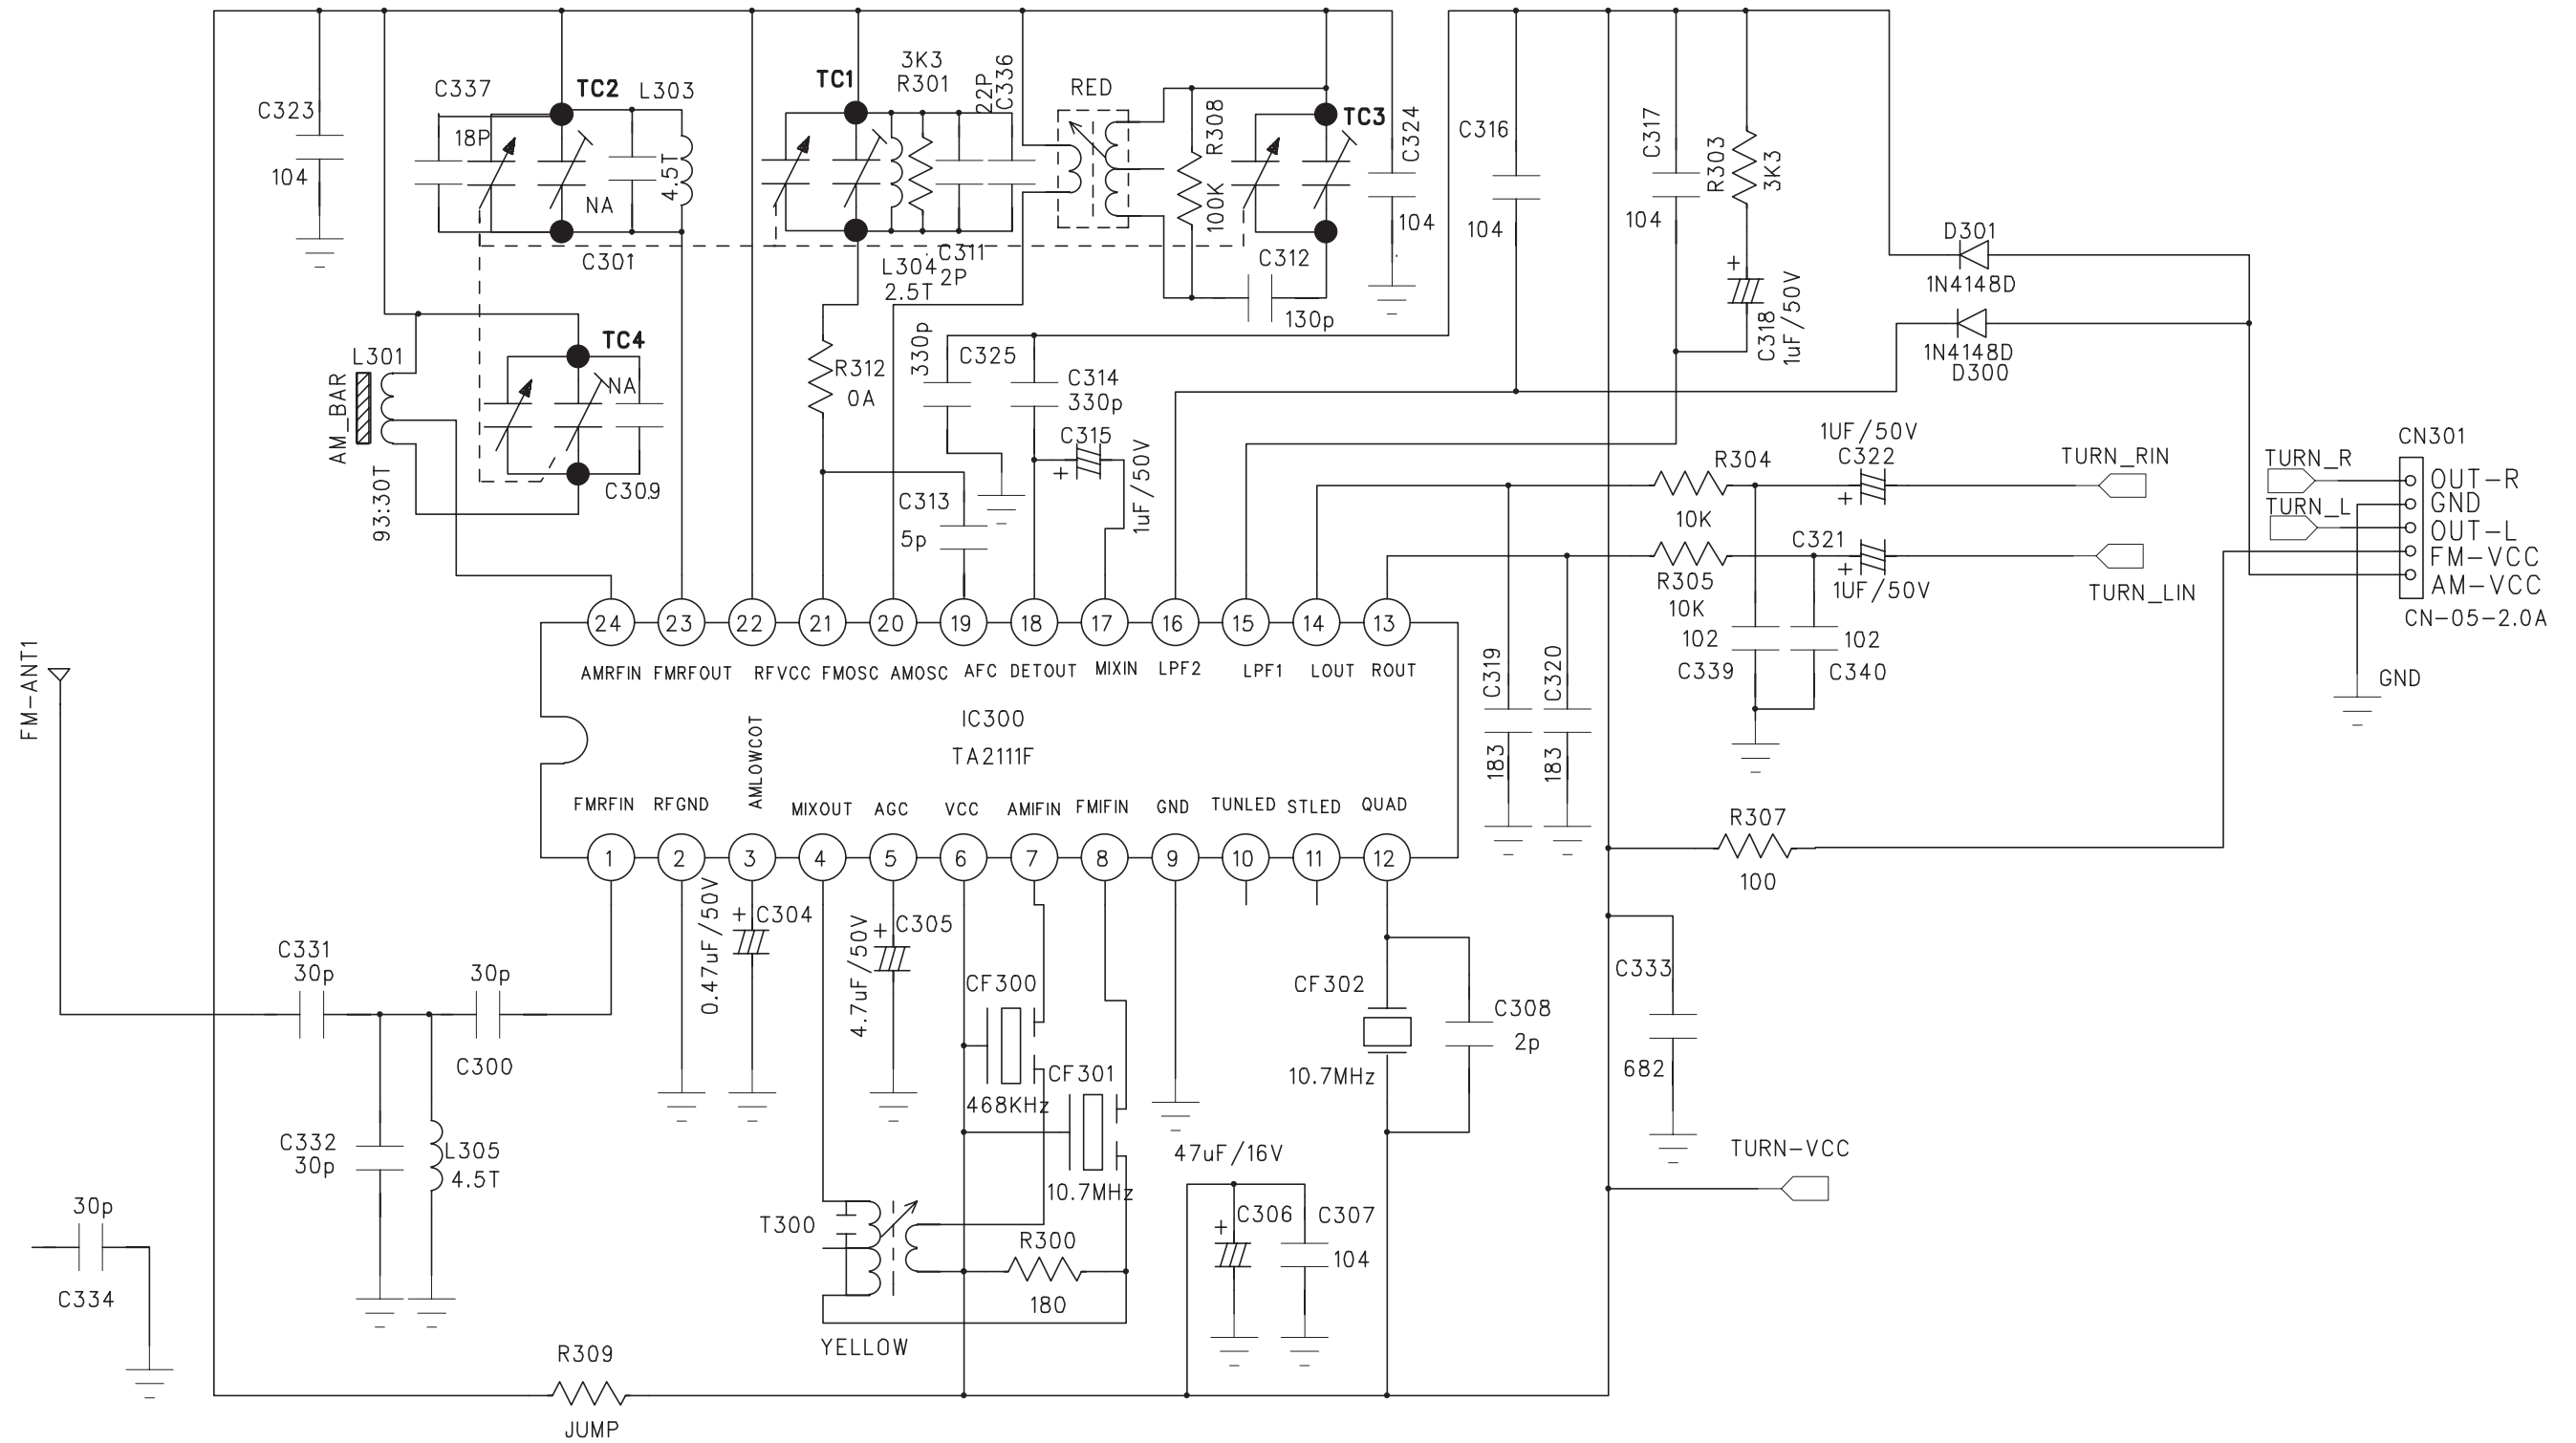 C323
104
C337
18P
TC2
L303
4.5T
NA
C301
TC1
3K3
R301
22P
C336
RED
R308
100K
TC3
C324
104
C312
130p
L304
2.5T
C311
2P
C316
104
C317
104
R303
3K3
C318
1uF/50V
D301
1N4148D
1N4148D
D300
L301
AM_BAR
93:30T
TC4
NA
C309
R312
0A
330p
C325
C314
330p
C315
1uF/50V
C313
5p
R304
10K
1UF/50V
C322
TURN_RIN
R305
10K
C321
1UF/50V
TURN_LIN
102
C339
102
C340
C319
183
C320
183
TURN_R
TURN_L
CN301
OUT-R
GND
OUT-L
FM-VCC
AM-VCC
CN-05-2.0A
GND
FM-ANT1
24 23 22 21 20 19 18 17 16 15 14 13
AMRFIN FMRFOUT RFVCC FMOSC AMOSC AFC DETOUT MIXIN LPF2 LPF1 LOUT ROUT
IC300
TA2111F
FMRFIN RFGND AMLOWCOT MIXOUT AGC VCC AMIFIN FMIFIN GND TUNLED STLED QUAD
1 2 3 4 5 6 7 8 9 10 11 12
R307
100
C331
30p
30p
C300
C332
30p
L305
4.5T
30p
C334
0.47uF/50V
+ C304
4.7uF/50V
+ C305
CF300
468KHz
CF301
10.7MHz
CF302
10.7MHz
C308
2p
C333
682
T300
YELLOW
R300
180
47uF/16V
+ C306
C307
104
TURN-VCC
R309
JUMP